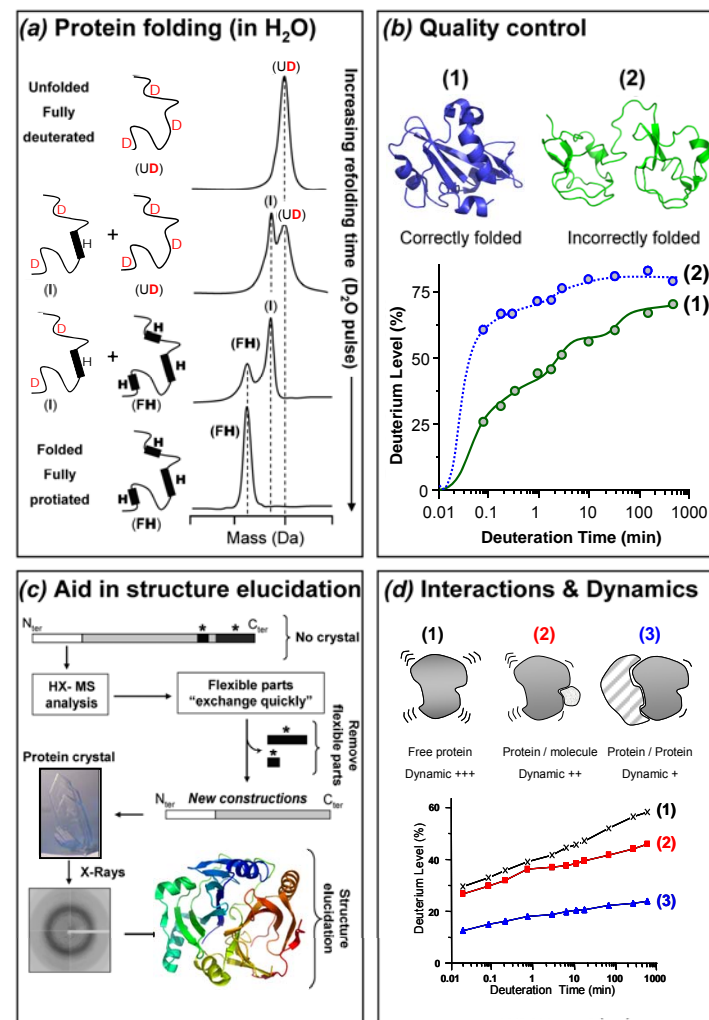 (a) Protein folding (in H2O)
Unfolded
Fully
deuterated
D
D
D
(UD)
(UD)
Increasing refolding time (D2O pulse)
D
H
D
(I)
+
D
D
D
(UD)
(I)
(UD)
D
H
D
(I)
+
H
H
H
(FH)
(FH)
(I)
Folded
Fully
protiated
H
H
H
(FH)
(FH)
Mass (Da)
(b) Quality control
(1)
(2)
Correctly folded
Incorrectly folded
Deuterium Level (%)
75
50
25
0
(2)
(1)
0.01
0.1
1
10
100
1000
Deuteration Time (min)
(c) Aid in structure elucidation
Nter
* *
Cter
No crystal
HX- MS
analysis
Flexible parts
"exchange quickly"
*
*
Remove
flexible parts
Protein crystal
New constructions
Nter
Cter
X-Rays
Structure
elucidation
(d) Interactions & Dynamics
(1)
(2)
(3)
Free protein
Protein / molecule
Protein / Protein
Dynamic +++
Dynamic ++
Dynamic +
Deuterium Level (%)
60
40
20
0
(1)
(2)
(3)
0.01
0.1
1
10
100
1000
Deuteration Time (min)